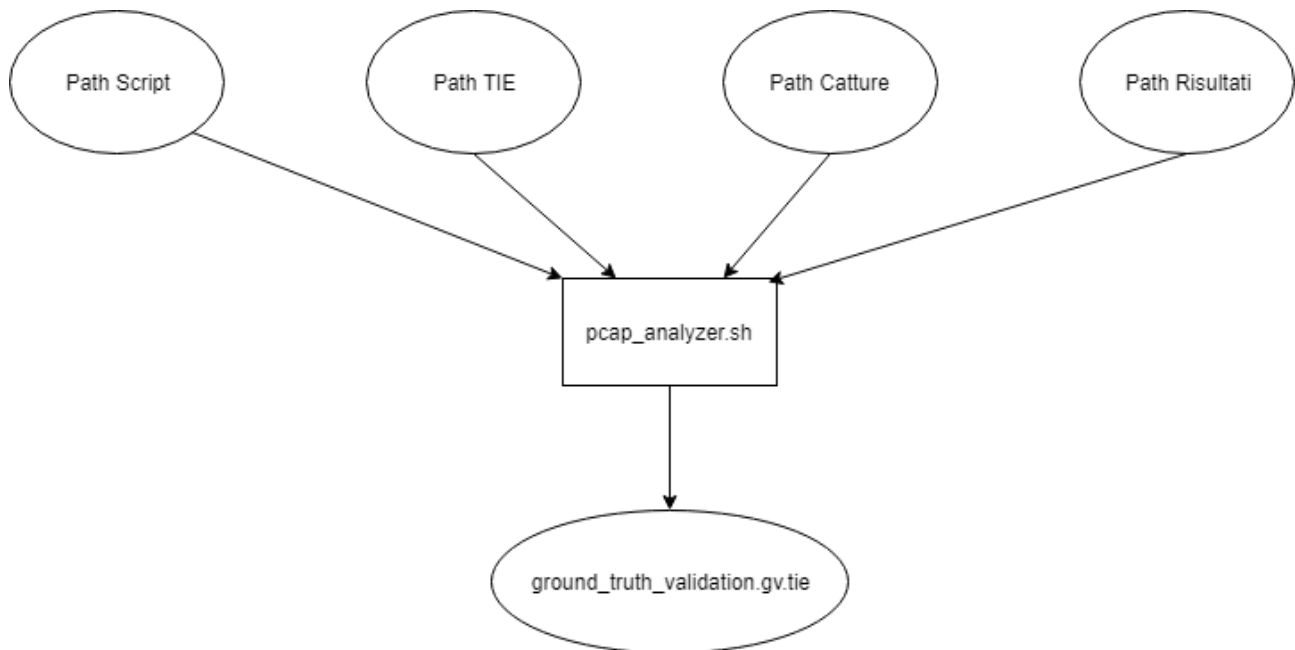 Path Script
Path TIE
Path Catture
Path Risultati
pcap_analyzer.sh
ground_truth_validation.gv.tie